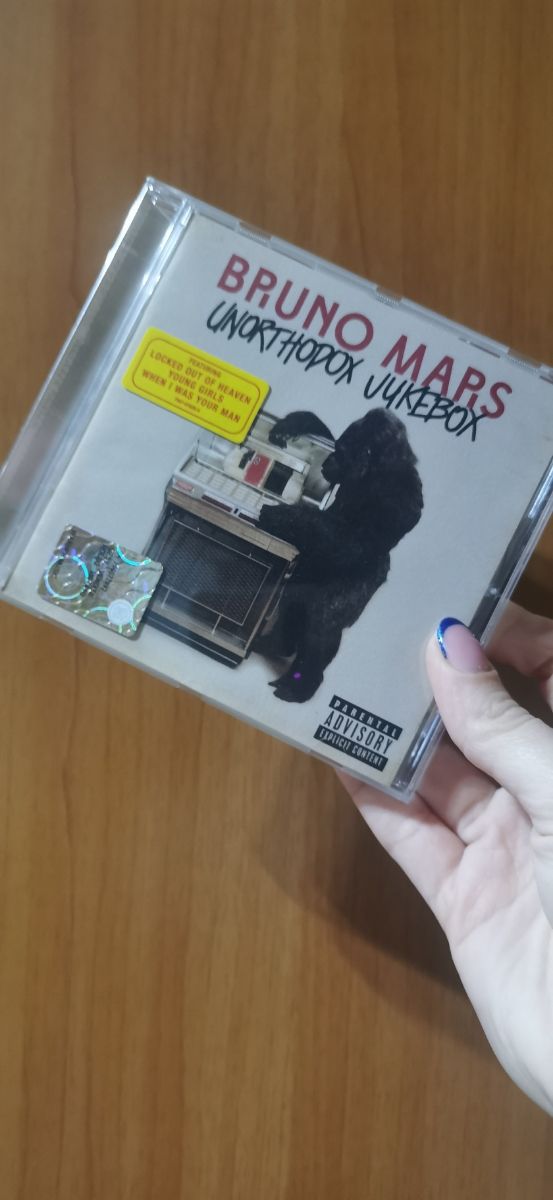 BRUNO MARS
UNORTHODOX JUKEBOX
FEATURING
LOCKED OUT OF HEAVEN
YOUNG GIRLS
WHEN I WAS YOUR MAN
PARENTAL
ADVISORY
EXPLICIT CONTENT